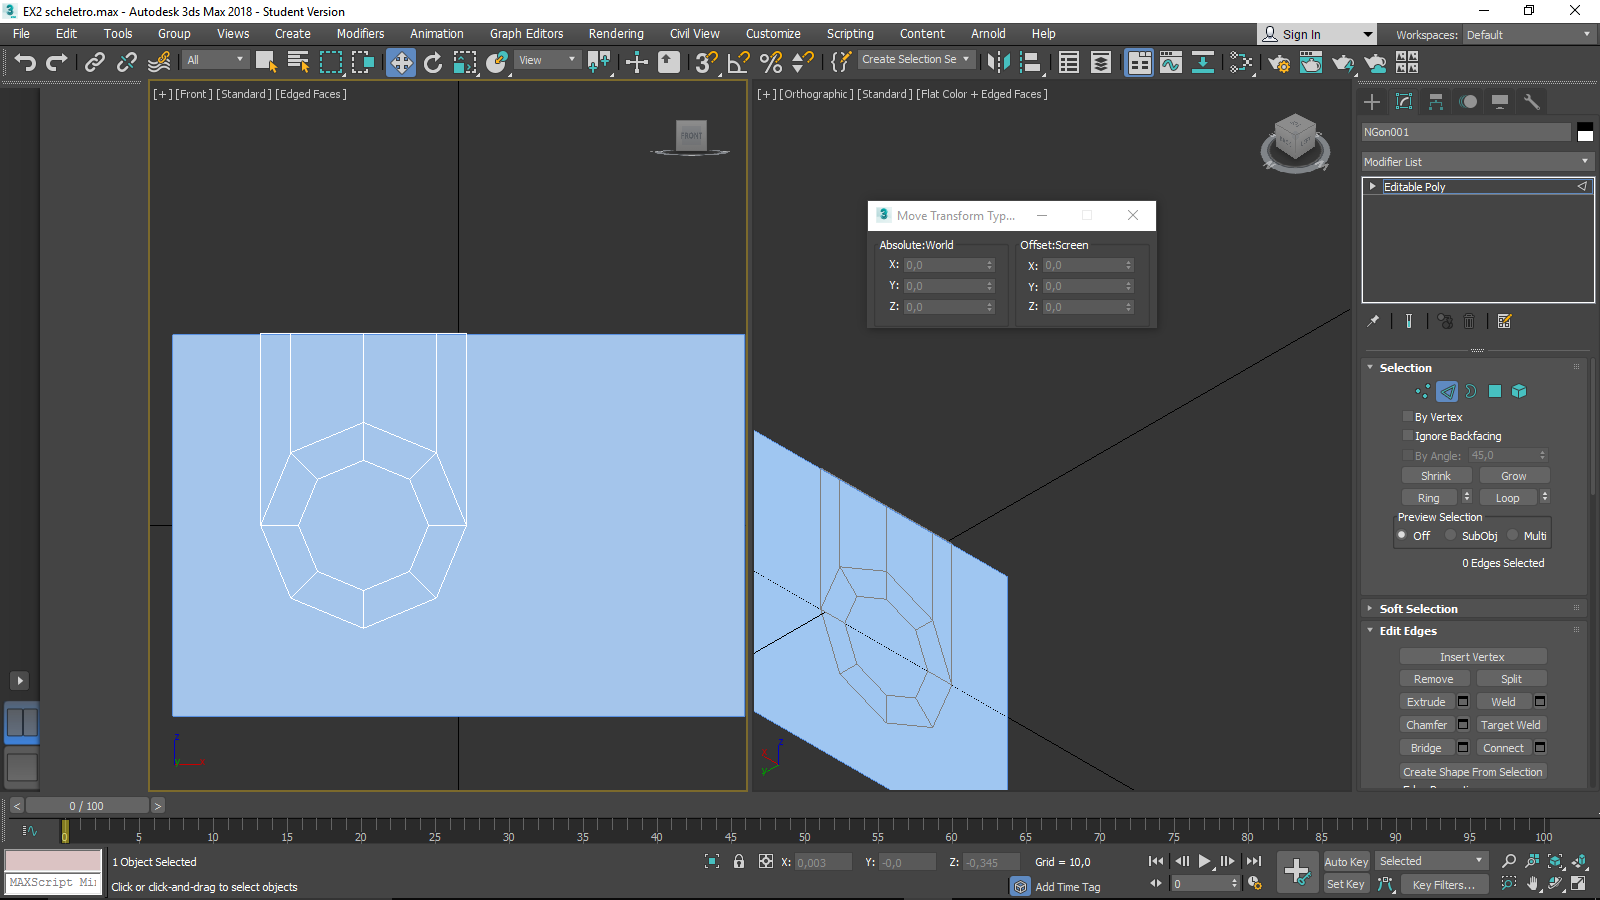 EX2 scheletro.max - Autodesk 3ds Max 2018 - Student Version
File Edit Tools Group Views Create Modifiers Animation Graph Editors Rendering Civil View Customize Scripting Content Arnold Help Sign In Workspaces: Default
All View Create Selection Se
[+] [Front ] [Standard ] [Edged Faces ]
[+] [Orthographic ] [Standard ] [Flat Color + Edged Faces ]
FRONT
NGon001
Modifier List
Editable Poly
Move Transform Typ...
Absolute:World Offset:Screen
X: 0,0 X: 0,0
Y: 0,0 Y: 0,0
Z: 0,0 Z: 0,0
Selection
By Vertex
Ignore Backfacing
By Angle: 45,0
Shrink Grow
Ring Loop
Preview Selection
Off SubObj Multi
0 Edges Selected
Soft Selection
Edit Edges
Insert Vertex
Remove Split
Extrude Weld
Chamfer Target Weld
Bridge Connect
Create Shape From Selection
z
x
y
z
y
< 0 / 100 >
0 5 10 15 20 25 30 35 40 45 50 55 60 65 70 75 80 85 90 95 100
1 Object Selected X: 0,003 Y: -0,0 Z: -0,345 Grid = 10,0 Auto Key Selected
MAXScript Mi
Click or click-and-drag to select objects Add Time Tag 0 Set Key Key Filters...